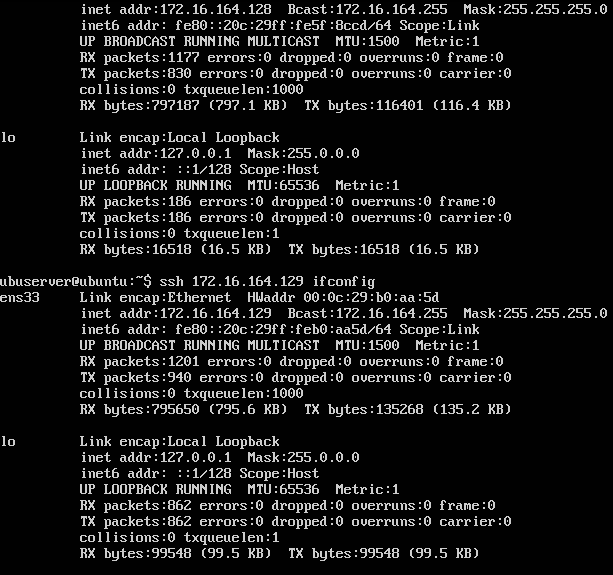 inet addr:172.16.164.128  Bcast:172.16.164.255  Mask:255.255.255.0
inet6 addr: fe80::20c:29ff:fe5f:8ccd/64 Scope:Link
UP BROADCAST RUNNING MULTICAST  MTU:1500  Metric:1
RX packets:1177 errors:0 dropped:0 overruns:0 frame:0
TX packets:830 errors:0 dropped:0 overruns:0 carrier:0
collisions:0 txqueuelen:1000
RX bytes:797187 (797.1 KB)  TX bytes:116401 (116.4 KB)
lo        Link encap:Local Loopback
inet addr:127.0.0.1  Mask:255.0.0.0
inet6 addr: ::1/128 Scope:Host
UP LOOPBACK RUNNING  MTU:65536  Metric:1
RX packets:186 errors:0 dropped:0 overruns:0 frame:0
TX packets:186 errors:0 dropped:0 overruns:0 carrier:0
collisions:0 txqueuelen:1
RX bytes:16518 (16.5 KB)  TX bytes:16518 (16.5 KB)
ubuserver@ubuntu:~$ ssh 172.16.164.129 ifconfig
ens33     Link encap:Ethernet  HWaddr 00:0c:29:b0:aa:5d
inet addr:172.16.164.129  Bcast:172.16.164.255  Mask:255.255.255.0
inet6 addr: fe80::20c:29ff:feb0:aa5d/64 Scope:Link
UP BROADCAST RUNNING MULTICAST  MTU:1500  Metric:1
RX packets:1201 errors:0 dropped:0 overruns:0 frame:0
TX packets:940 errors:0 dropped:0 overruns:0 carrier:0
collisions:0 txqueuelen:1000
RX bytes:795650 (795.6 KB)  TX bytes:135268 (135.2 KB)
lo        Link encap:Local Loopback
inet addr:127.0.0.1  Mask:255.0.0.0
inet6 addr: ::1/128 Scope:Host
UP LOOPBACK RUNNING  MTU:65536  Metric:1
RX packets:862 errors:0 dropped:0 overruns:0 frame:0
TX packets:862 errors:0 dropped:0 overruns:0 carrier:0
collisions:0 txqueuelen:1
RX bytes:99548 (99.5 KB)  TX bytes:99548 (99.5 KB)